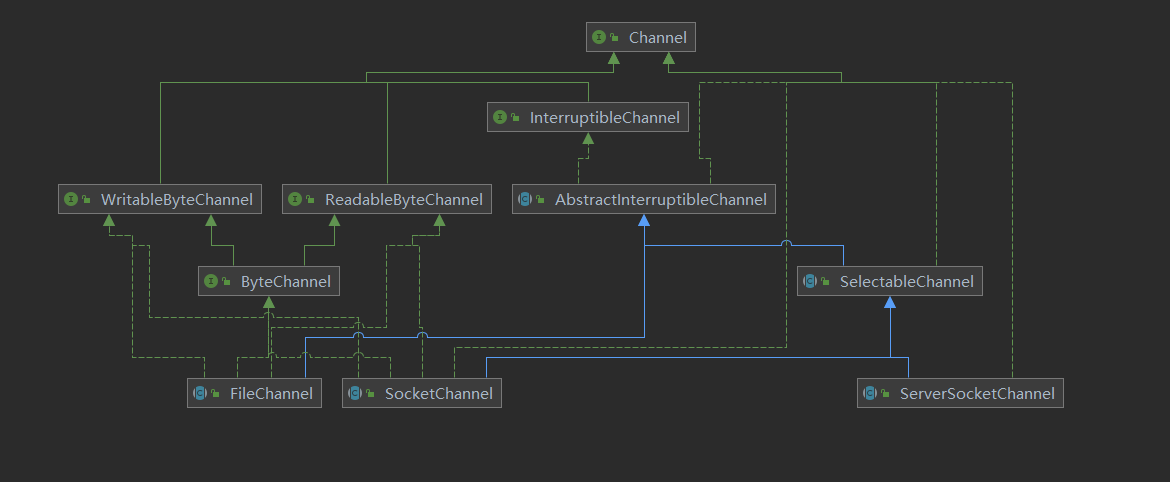 Channel
InterruptibleChannel
WritableByteChannel
ReadableByteChannel
AbstractInterruptibleChannel
ByteChannel
SelectableChannel
FileChannel
SocketChannel
ServerSocketChannel